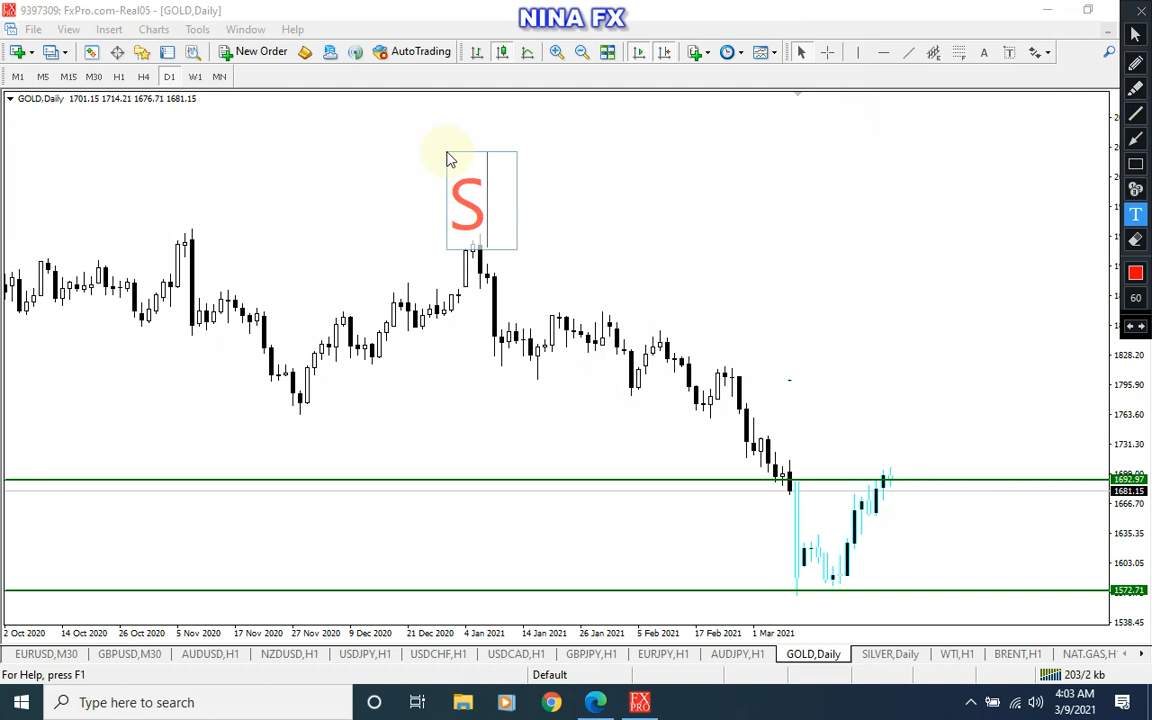 9397309: FxPro.com-Real05 - [GOLD,Daily]
NINA FX
File View Insert Charts Tools Window Help
New Order AutoTrading
M1 M5 M15 M30 H1 H4 D1 W1 MN
GOLD,Daily 1701.15 1714.21 1676.71 1681.15
S
T
60
1828.20
1795.90
1763.60
1731.30
1692.97
1681.15
1666.70
1635.35
1603.05
1572.71
1538.45
2 Oct 2020 14 Oct 2020 26 Oct 2020 5 Nov 2020 17 Nov 2020 27 Nov 2020 9 Dec 2020 21 Dec 2020 4 Jan 2021 14 Jan 2021 26 Jan 2021 5 Feb 2021 17 Feb 2021 1 Mar 2021
EURUSD,M30 GBPUSD,M30 AUDUSD,H1 NZDUSD,H1 USDJPY,H1 USDCHF,H1 USDCAD,H1 GBPJPY,H1 EURJPY,H1 AUDJPY,H1 GOLD,Daily SILVER,Daily WTI,H1 BRENT,H1 NAT.GAS,H
For Help, press F1 Default 203/2 kb
Type here to search
FX PRO
4:03 AM
3/9/2021